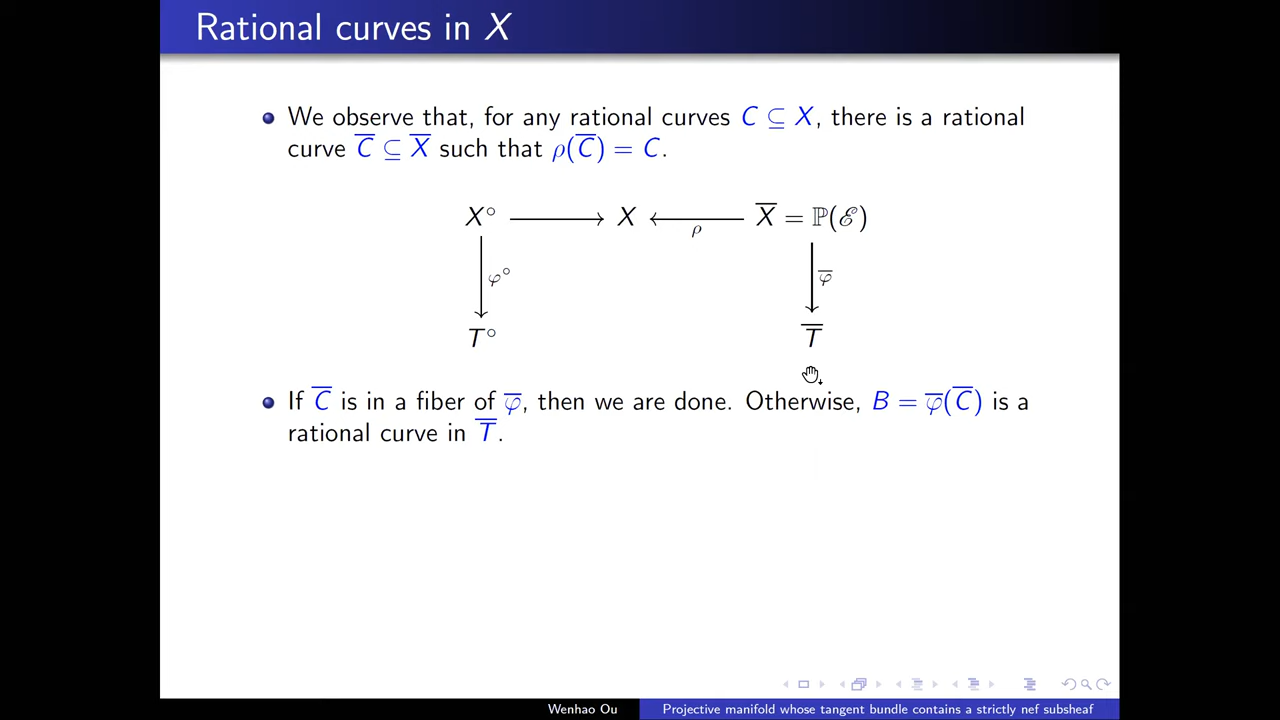 Rational curves in X
We observe that, for any rational curves C ⊆ X, there is a rational
curve C̅ ⊆ X̅ such that ρ(C̅) = C.
X° X X̅ = ℙ(ℰ)
ρ
φ° φ̅
T° T̅
If C̅ is in a fiber of φ̅, then we are done. Otherwise, B = φ̅(C̅) is a
rational curve in T̅.
Wenhao Ou Projective manifold whose tangent bundle contains a strictly nef subsheaf